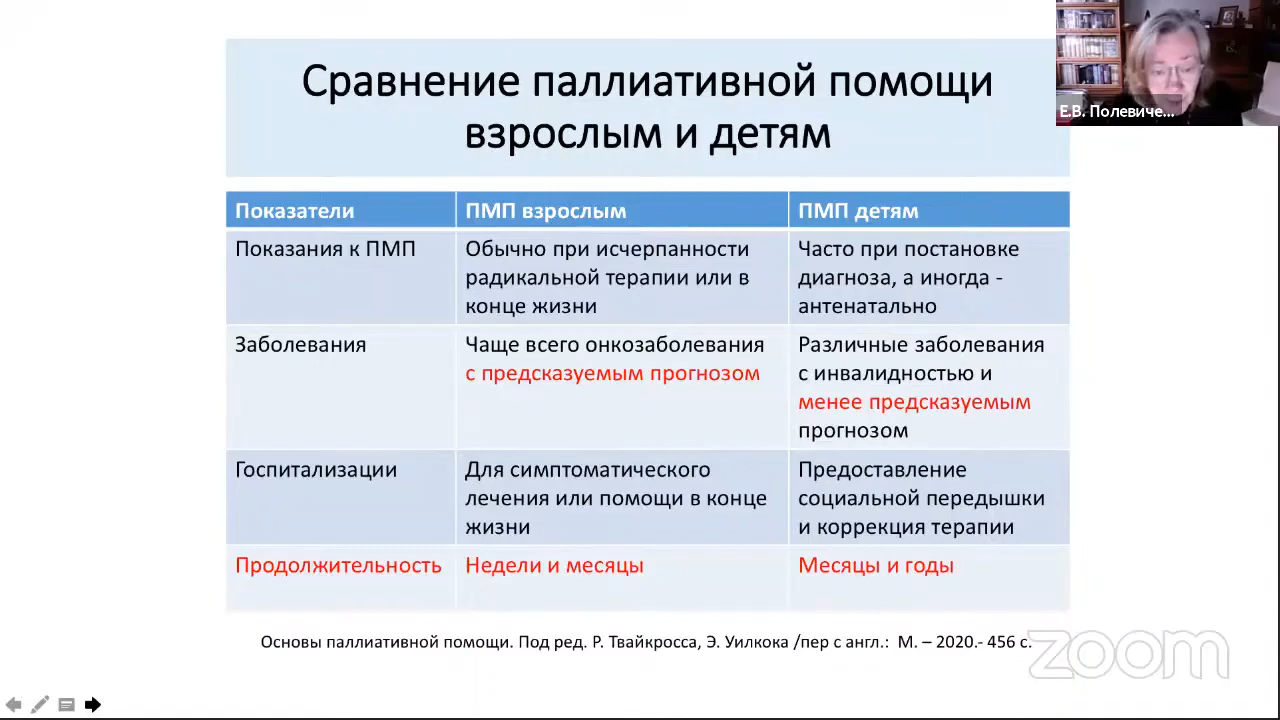 Сравнение паллиативной помощи
взрослым и детям
Е.В. Полевиче...
Показатели
ПМП взрослым
ПМП детям
Показания к ПМП
Обычно при исчерпанности
радикальной терапии или в
конце жизни
Часто при постановке
диагноза, а иногда -
антенатально
Заболевания
Чаще всего онкозаболевания
с предсказуемым прогнозом
Различные заболевания
с инвалидностью и
менее предсказуемым
прогнозом
Госпитализации
Для симптоматического
лечения или помощи в конце
жизни
Предоставление
социальной передышки
и коррекция терапии
Продолжительность
Недели и месяцы
Месяцы и годы
Основы паллиативной помощи. Под ред. Р. Твайкросса, Э. Уилкока /пер с англ.: М. – 2020.- 456 с.
zoom